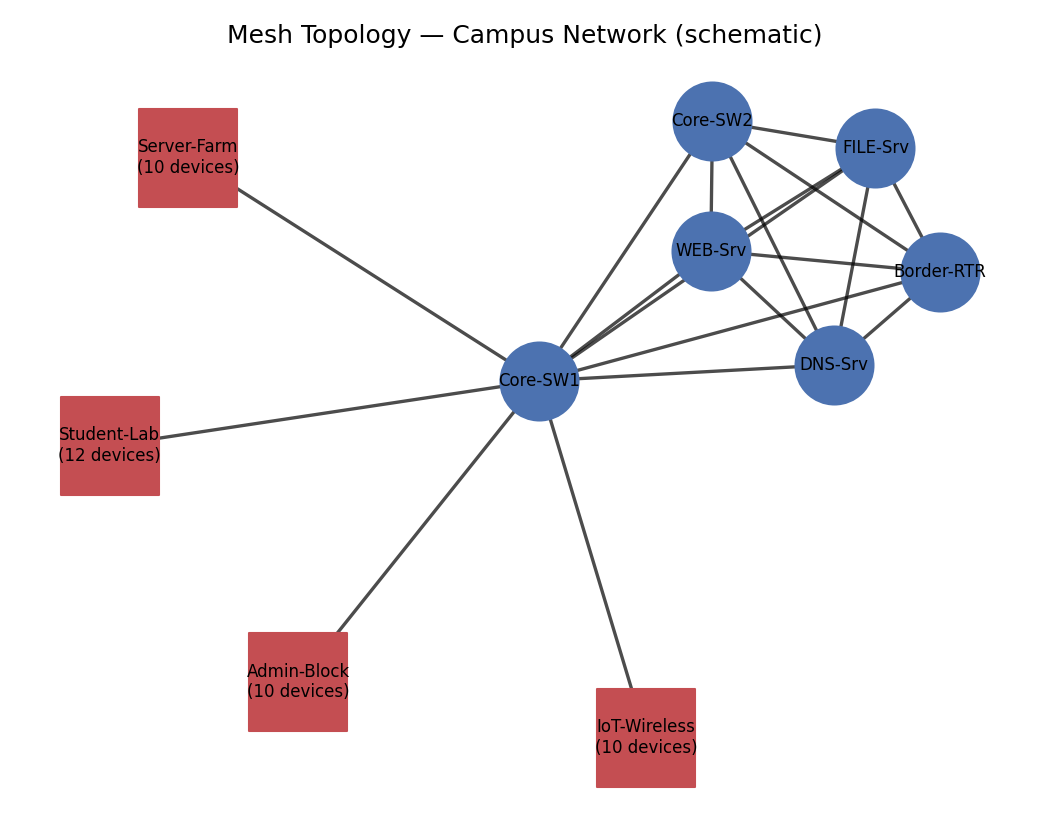 Mesh Topology — Campus Network (schematic)
Core-SW2
FILE-Srv
Server-Farm
(10 devices)
WEB-Srv
Border-RTR
DNS-Srv
Core-SW1
Student-Lab
(12 devices)
Admin-Block
(10 devices)
IoT-Wireless
(10 devices)